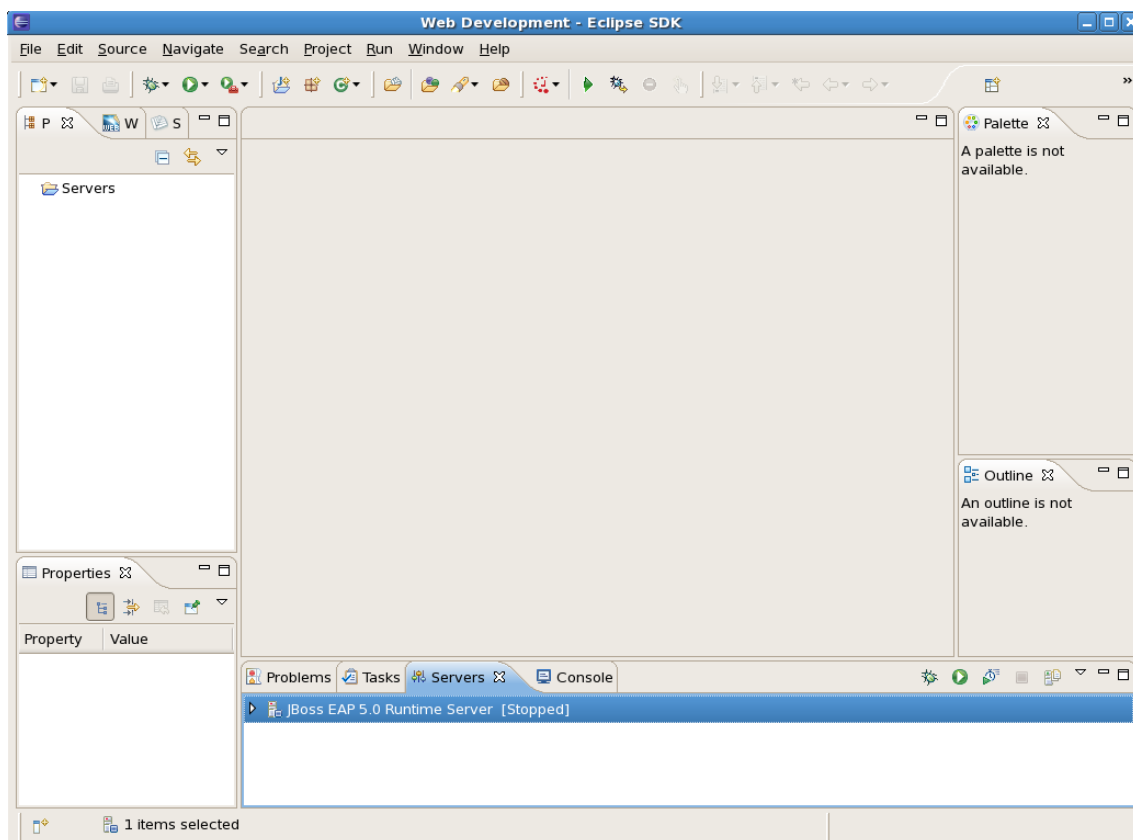 Web Development - Eclipse SDK
File Edit Source Navigate Search Project Run Window Help
P W S
Palette
A palette is not
available.
Servers
Outline
An outline is not
available.
Properties
Property Value
Problems Tasks Servers Console
JBoss EAP 5.0 Runtime Server [Stopped]
1 items selected